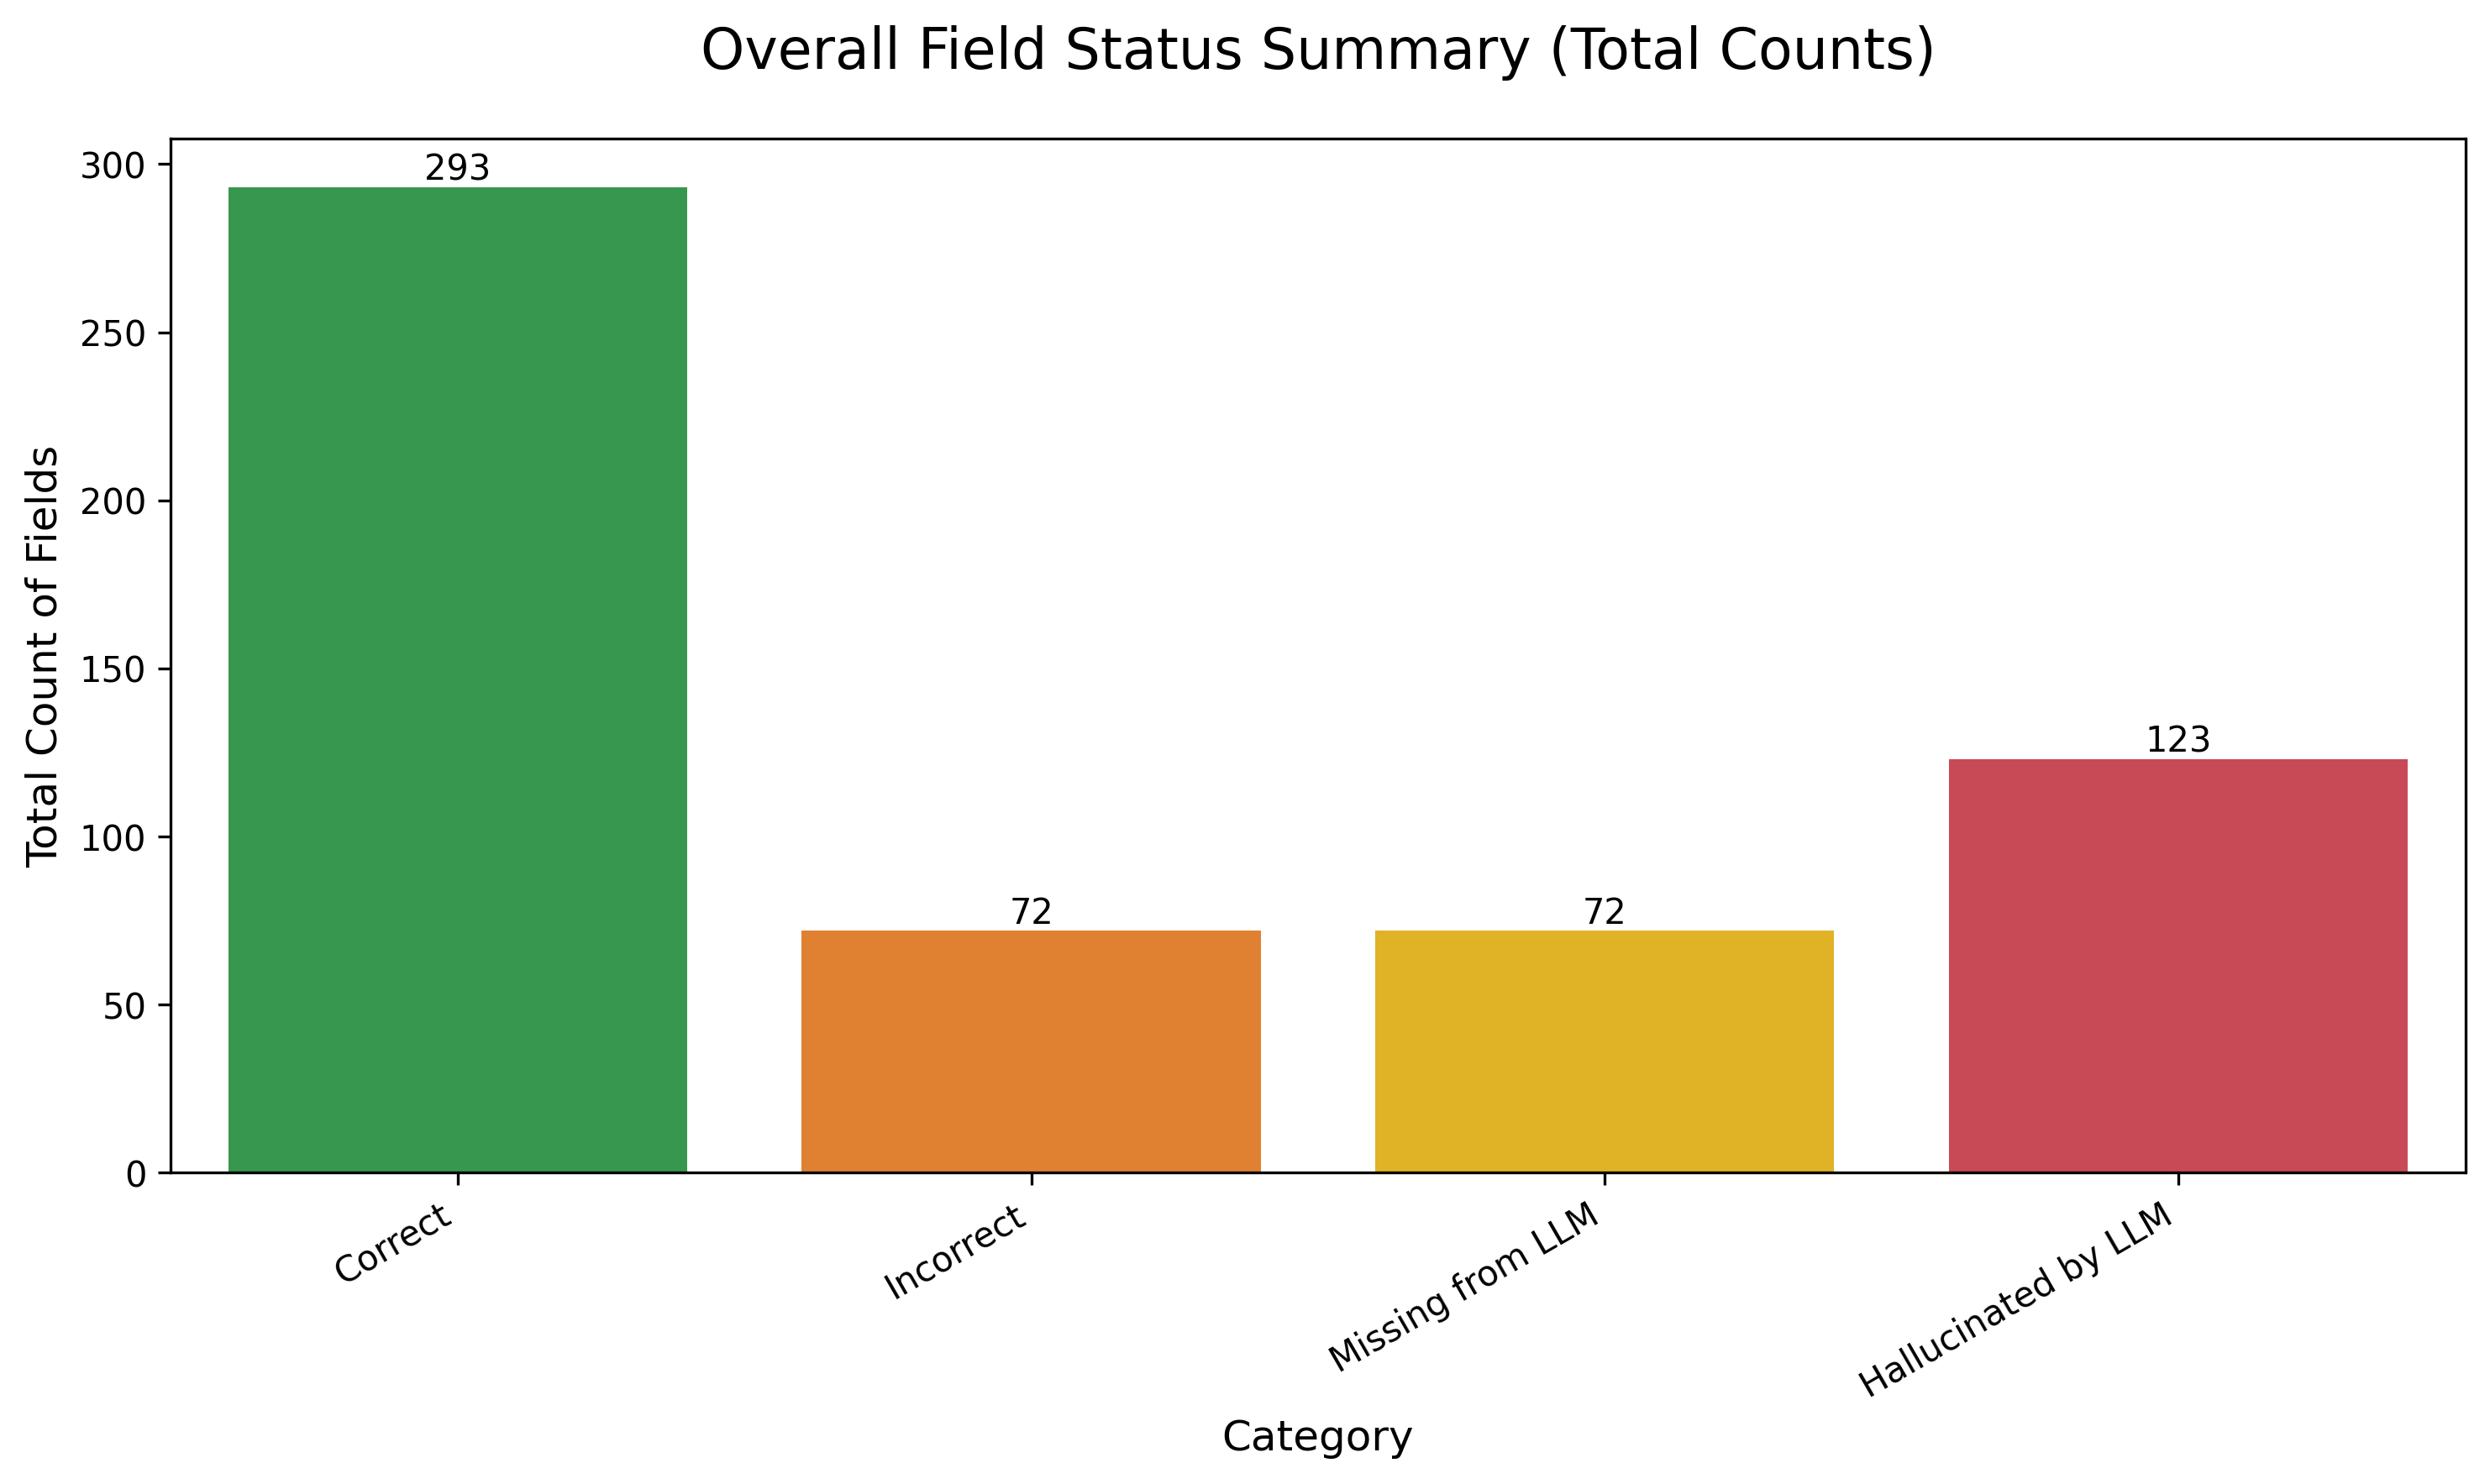 Overall Field Status Summary (Total Counts)
Total Count of Fields
300
250
200
150
100
50
0
293
72
72
123
Correct
Incorrect
Missing from LLM
Hallucinated by LLM
Category